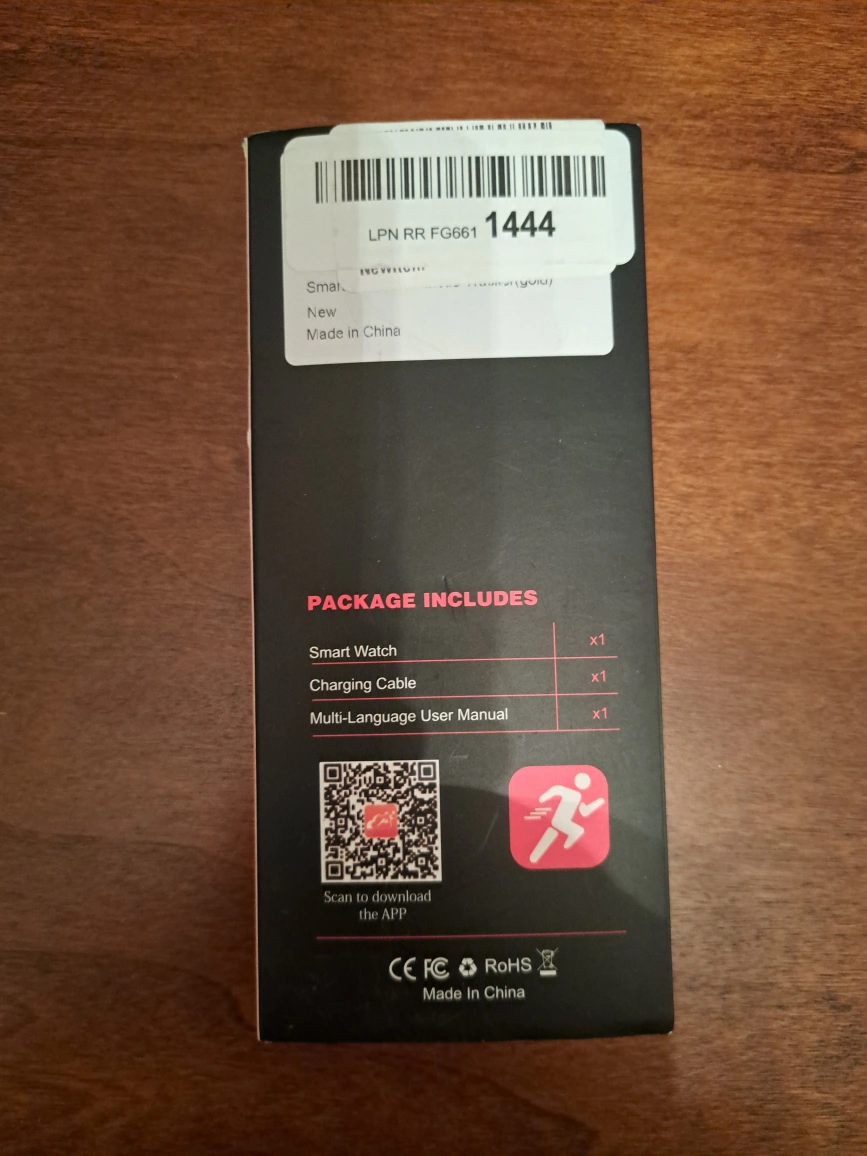 LPN RR FG661 1444
(gold)
New
Made in China
PACKAGE INCLUDES
Smart Watch x1
Charging Cable x1
Multi-Language User Manual x1
Scan to download
the APP
CE FC RoHS
Made In China